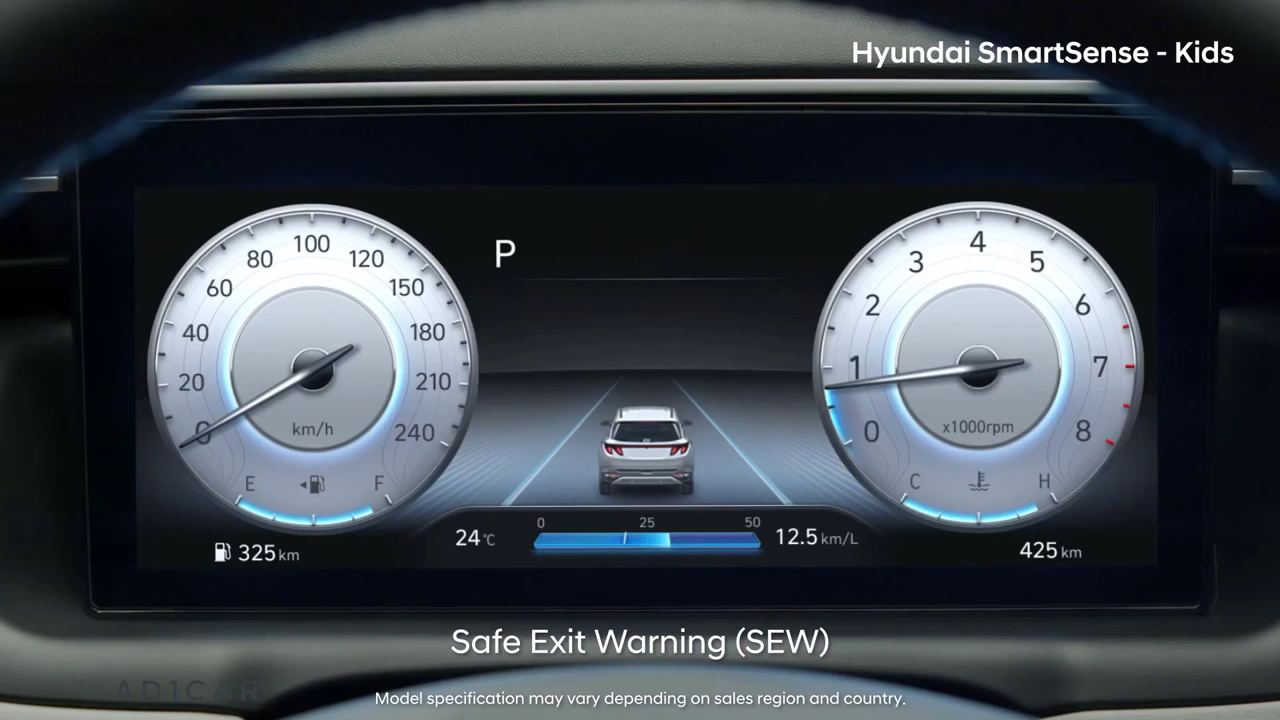 Hyundai SmartSense - Kids
P
0
20
40
60
80
100
120
150
180
210
240
km/h
E
F
325 km
0
1
2
3
4
5
6
7
8
x1000rpm
C
H
425 km
0 25 50
24 °C
12.5 km/L
Safe Exit Warning (SEW)
AD1CAR
Model specification may vary depending on sales region and country.